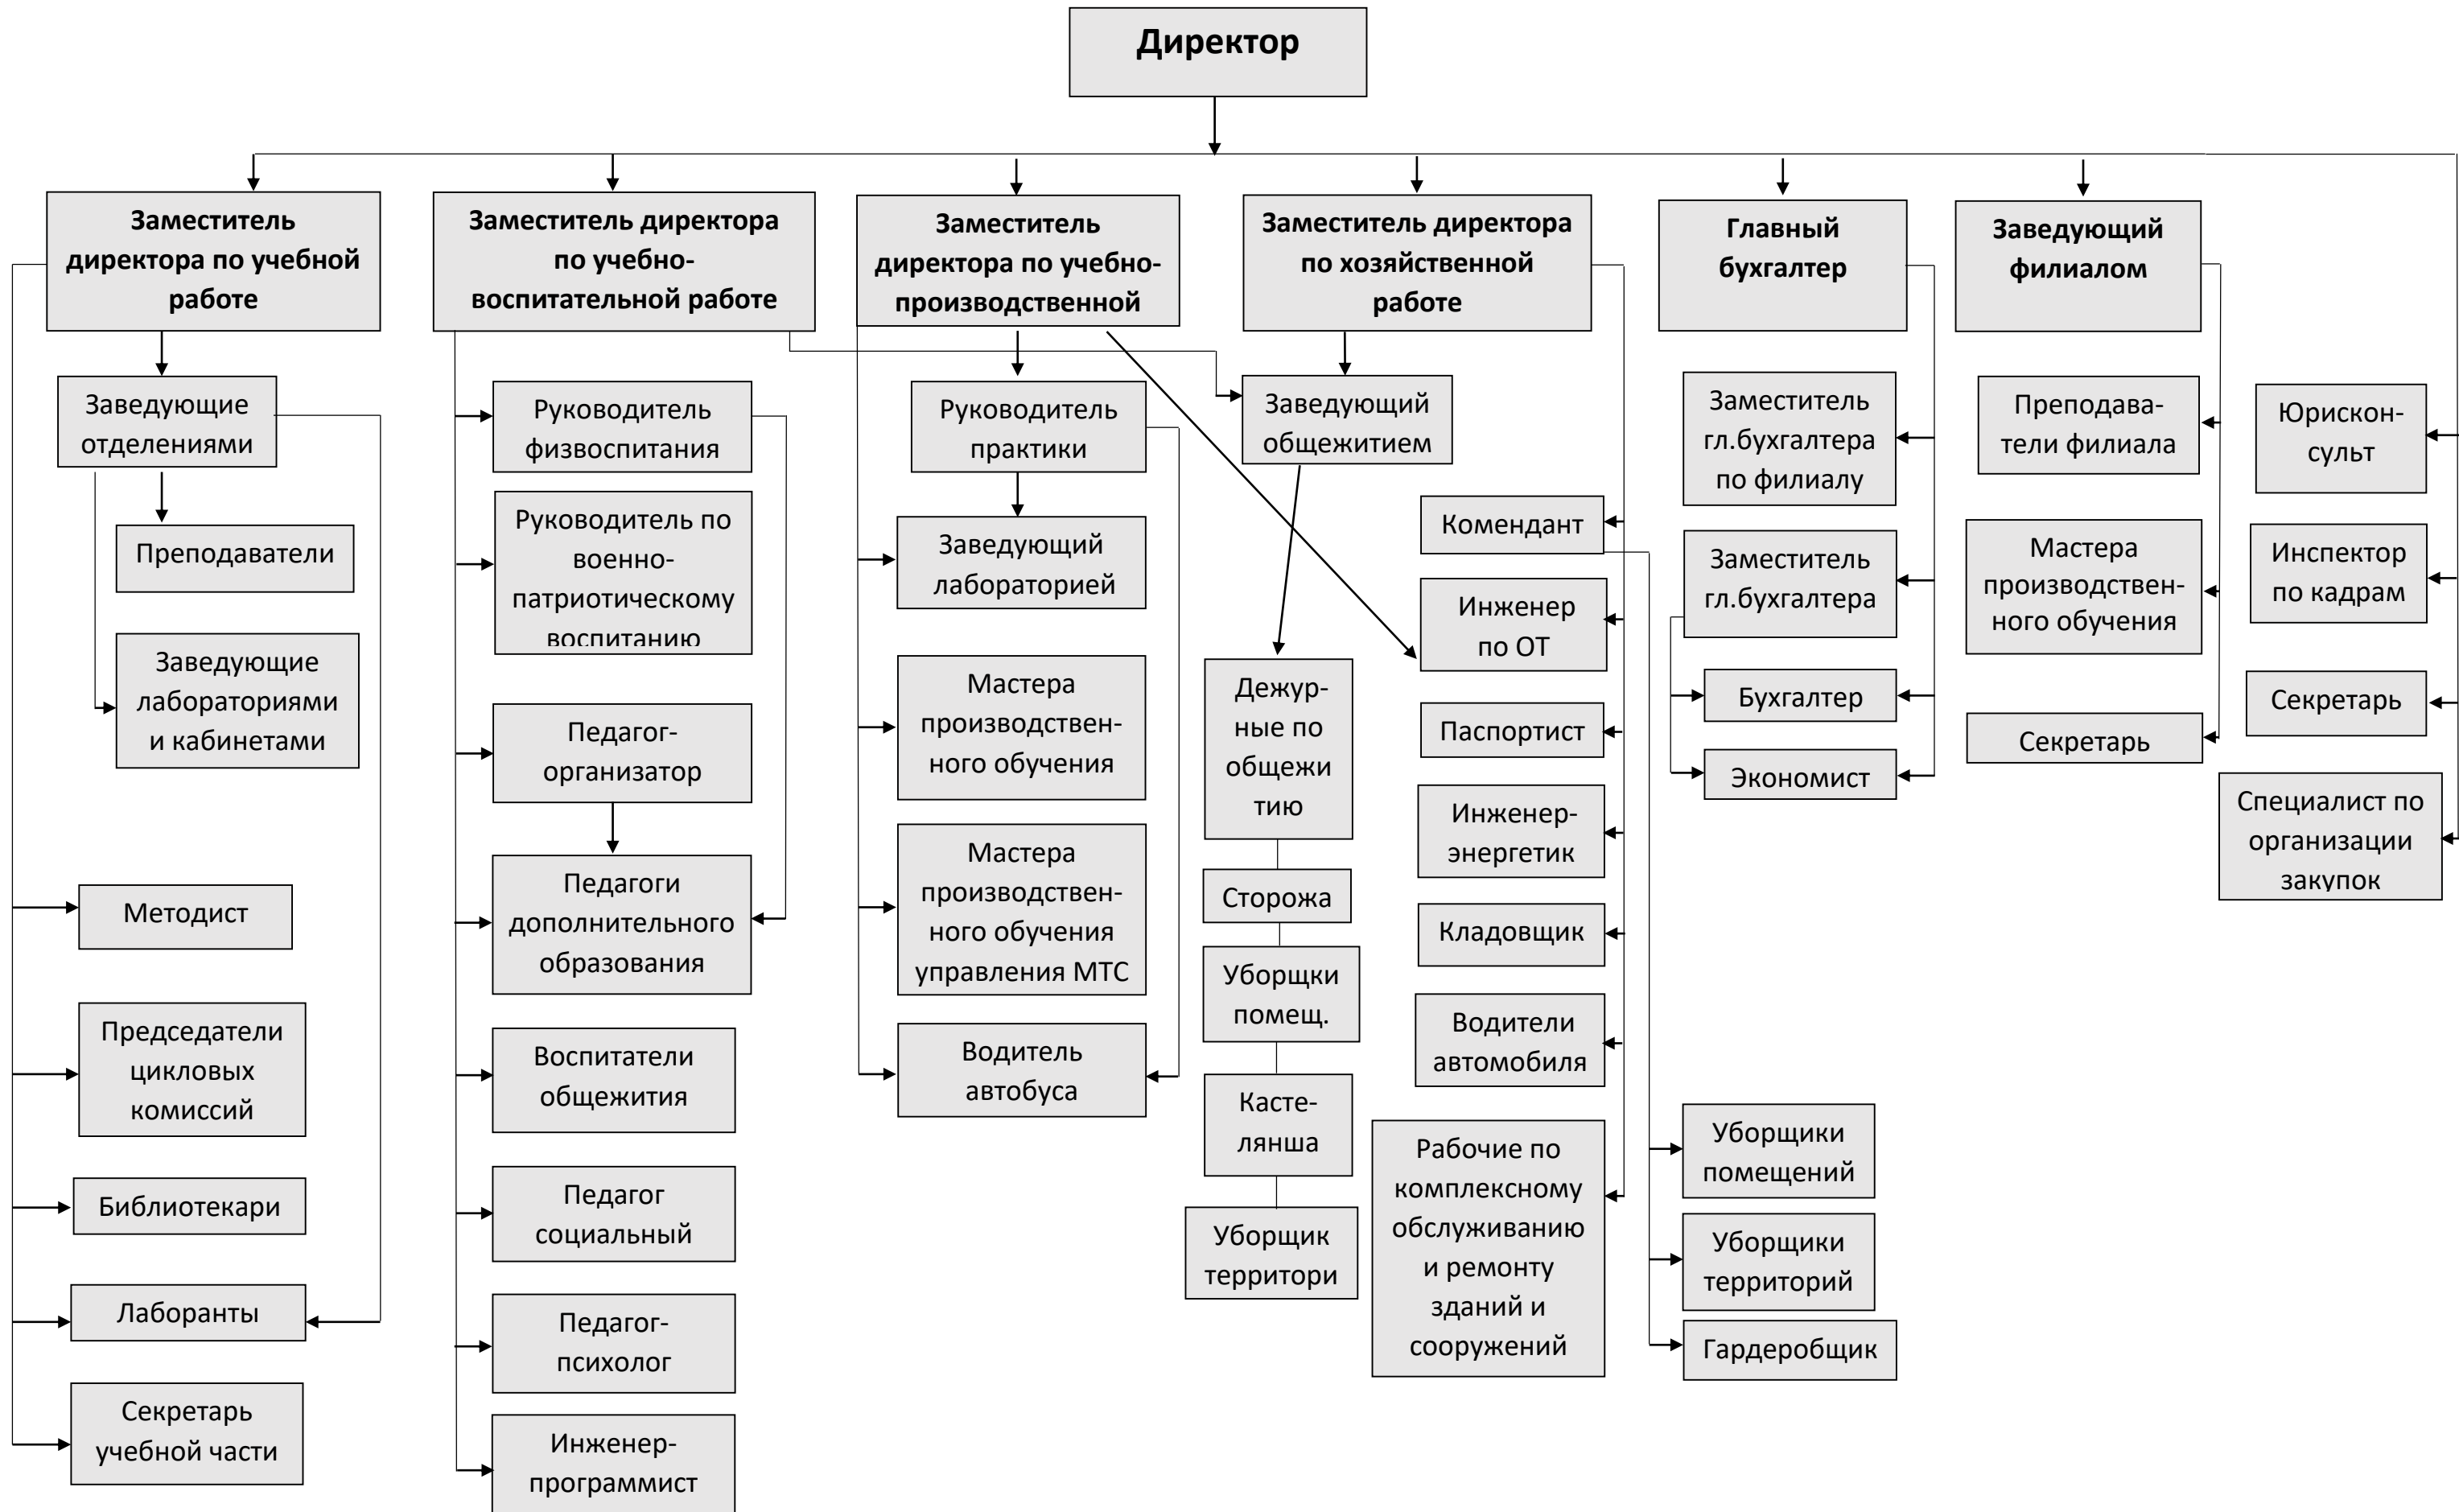 Директор
Заместитель
директора по учебной
работе
Заместитель директора
по учебно-
воспитательной работе
Заместитель
директора по учебно-
производственной
Заместитель директора
по хозяйственной
работе
Главный
бухгалтер
Заведующий
филиалом
Заведующие
отделениями
Преподаватели
Заведующие
лабораториями
и кабинетами
Методист
Председатели
цикловых
комиссий
Библиотекари
Лаборанты
Секретарь
учебной части
Руководитель
физвоспитания
Руководитель по
военно-
патриотическому
воспитанию
Педагог-
организатор
Педагоги
дополнительного
образования
Воспитатели
общежития
Педагог
социальный
Педагог-
психолог
Инженер-
программист
Руководитель
практики
Заведующий
лабораторией
Мастера
производствен-
ного обучения
Мастера
производствен-
ного обучения
управления МТС
Водитель
автобуса
Заведующий
общежитием
Дежур-
ные по
общежи
тию
Сторожа
Уборщки
помещ.
Касте-
лянша
Уборщик
территори
Комендант
Инженер
по ОТ
Паспортист
Инженер-
энергетик
Кладовщик
Водители
автомобиля
Рабочие по
комплексному
обслуживанию
и ремонту
зданий и
сооружений
Заместитель
гл.бухгалтера
по филиалу
Заместитель
гл.бухгалтера
Бухгалтер
Экономист
Уборщики
помещений
Уборщики
территорий
Гардеробщик
Преподава-
тели филиала
Мастера
производствен-
ного обучения
Секретарь
Юрискон-
сульт
Инспектор
по кадрам
Секретарь
Специалист по
организации
закупок